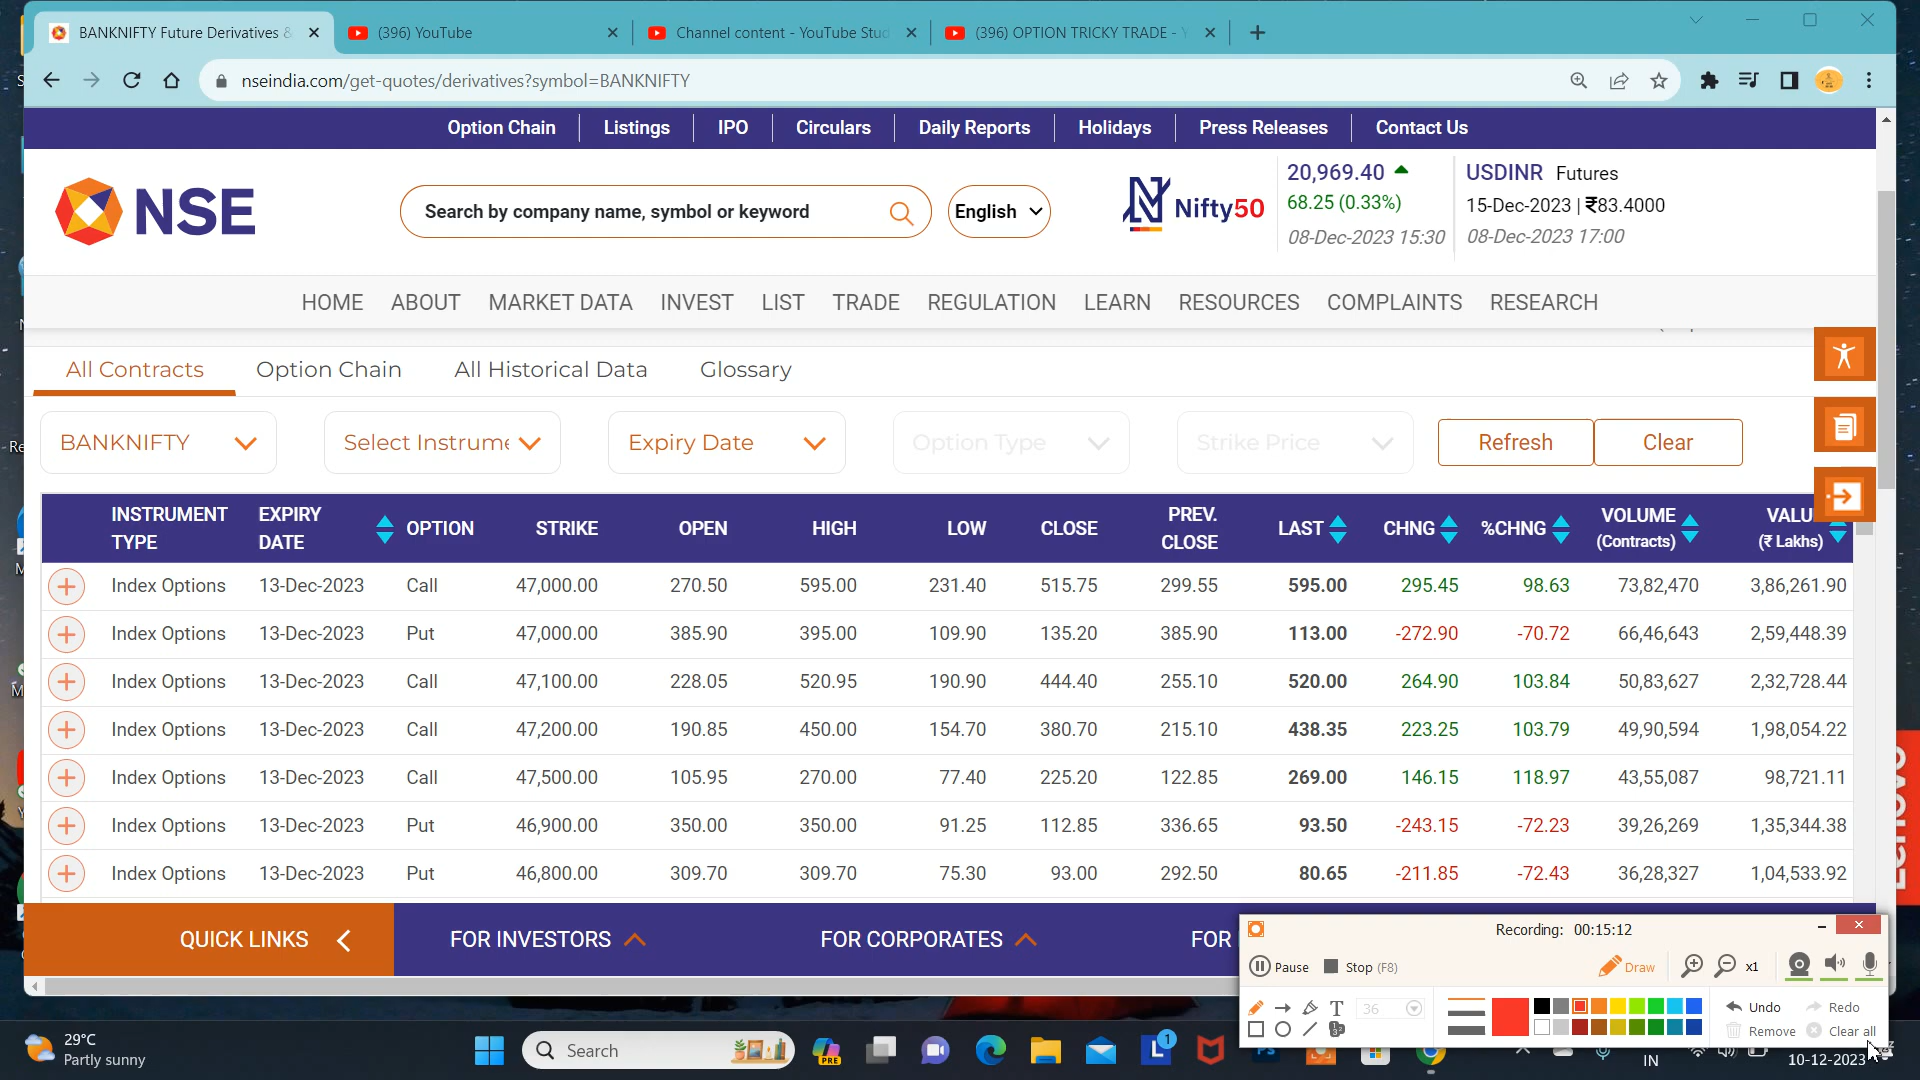 BANKNIFTY Future Derivatives &
(396) YouTube
Channel content - YouTube Stud
(396) OPTION TRICKY TRADE - Y
nseindia.com/get-quotes/derivatives?symbol=BANKNIFTY
Option Chain
Listings
IPO
Circulars
Daily Reports
Holidays
Press Releases
Contact Us
NSE
Search by company name, symbol or keyword
English
Nifty50
20,969.40
68.25 (0.33%)
08-Dec-2023 15:30
USDINR Futures
15-Dec-2023 | ₹83.4000
08-Dec-2023 17:00
HOME ABOUT MARKET DATA INVEST LIST TRADE REGULATION LEARN RESOURCES COMPLAINTS RESEARCH
All Contracts
Option Chain
All Historical Data
Glossary
BANKNIFTY
Select Instrume
Expiry Date
Option Type
Strike Price
Refresh
Clear
INSTRUMENT TYPE EXPIRY DATE OPTION STRIKE OPEN HIGH LOW CLOSE PREV. CLOSE LAST CHNG %CHNG VOLUME (Contracts) VALU (₹ Lakhs)
Index Options 13-Dec-2023 Call 47,000.00 270.50 595.00 231.40 515.75 299.55 595.00 295.45 98.63 73,82,470 3,86,261.90
Index Options 13-Dec-2023 Put 47,000.00 385.90 395.00 109.90 135.20 385.90 113.00 -272.90 -70.72 66,46,643 2,59,448.39
Index Options 13-Dec-2023 Call 47,100.00 228.05 520.95 190.90 444.40 255.10 520.00 264.90 103.84 50,83,627 2,32,728.44
Index Options 13-Dec-2023 Call 47,200.00 190.85 450.00 154.70 380.70 215.10 438.35 223.25 103.79 49,90,594 1,98,054.22
Index Options 13-Dec-2023 Call 47,500.00 105.95 270.00 77.40 225.20 122.85 269.00 146.15 118.97 43,55,087 98,721.11
Index Options 13-Dec-2023 Put 46,900.00 350.00 350.00 91.25 112.85 336.65 93.50 -243.15 -72.23 39,26,269 1,35,344.38
Index Options 13-Dec-2023 Put 46,800.00 309.70 309.70 75.30 93.00 292.50 80.65 -211.85 -72.43 36,28,327 1,04,533.92
QUICK LINKS
FOR INVESTORS
FOR CORPORATES
FOR
Recording: 00:15:12
Pause
Stop (F8)
Draw
x1
T
36
Undo
Redo
Remove
Clear all
Lenovo
29°C
Partly sunny
Search
PRE
L
1
PS
IN
10-12-2023